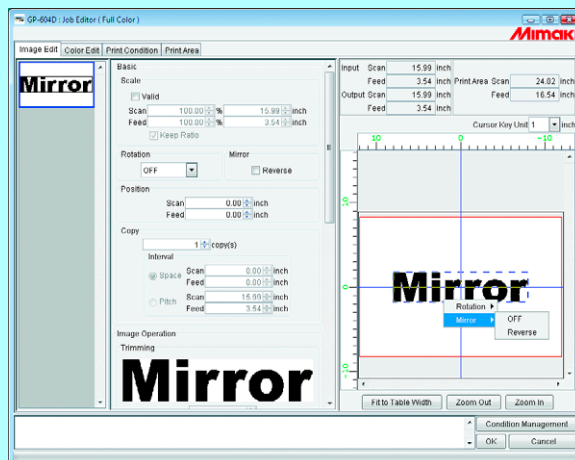 GP-604D : Job Editor ( Full Color )
Mimaki
Image Edit Color Edit Print Condition Print Area
Mirror
Basic
Scale
Valid
Scan 100.00 % 15.99 inch
Feed 100.00 % 3.54 inch
Keep Ratio
Rotation Mirror
OFF Reverse
Position
Scan 0.00 inch
Feed 0.00 inch
Copy
1 copy(s)
Interval
Space Scan 0.00 inch
Feed 0.00 inch
Pitch Scan 15.99 inch
Feed 3.54 inch
Image Operation
Trimming
Mirror
Input Scan 15.99 inch
Feed 3.54 inch Print Area Scan 24.02 inch
Output Scan 15.99 inch Feed 16.54 inch
Feed 3.54 inch
Cursor Key Unit 1 inch
10 0 -10
10
0
-10
Mirror
Rotation
Mirror OFF
Reverse
Fit to Table Width Zoom Out Zoom In
Condition Management
OK Cancel